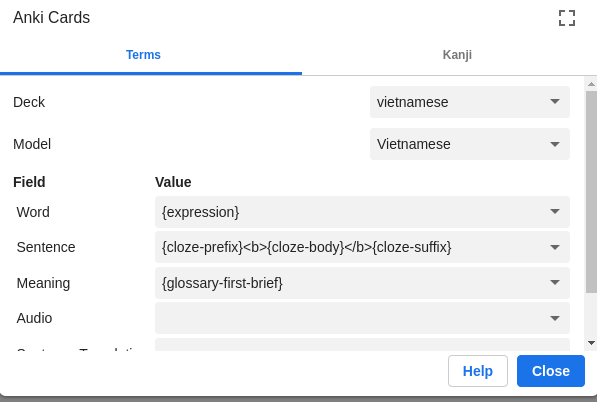 Anki Cards
Terms Kanji
Deck vietnamese
Model Vietnamese
Field Value
Word {expression}
Sentence {cloze-prefix}<b>{cloze-body}</b>{cloze-suffix}
Meaning {glossary-first-brief}
Audio
Help Close